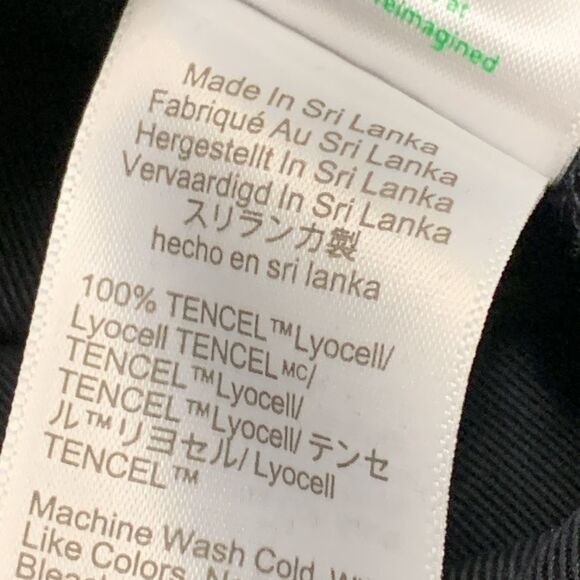 at
reimagined
Made In Sri Lanka
Fabriqué Au Sri Lanka
Hergestellt In Sri Lanka
Vervaardigd In Sri Lanka
スリランカ製
hecho en sri lanka
100% TENCEL™Lyocell/
Lyocell TENCELᴹᶜ/
TENCEL™Lyocell/
TENCEL™Lyocell/ テンセ
ル™リヨセル/ Lyocell
TENCEL™
Machine Wash Cold,
Like Colors,